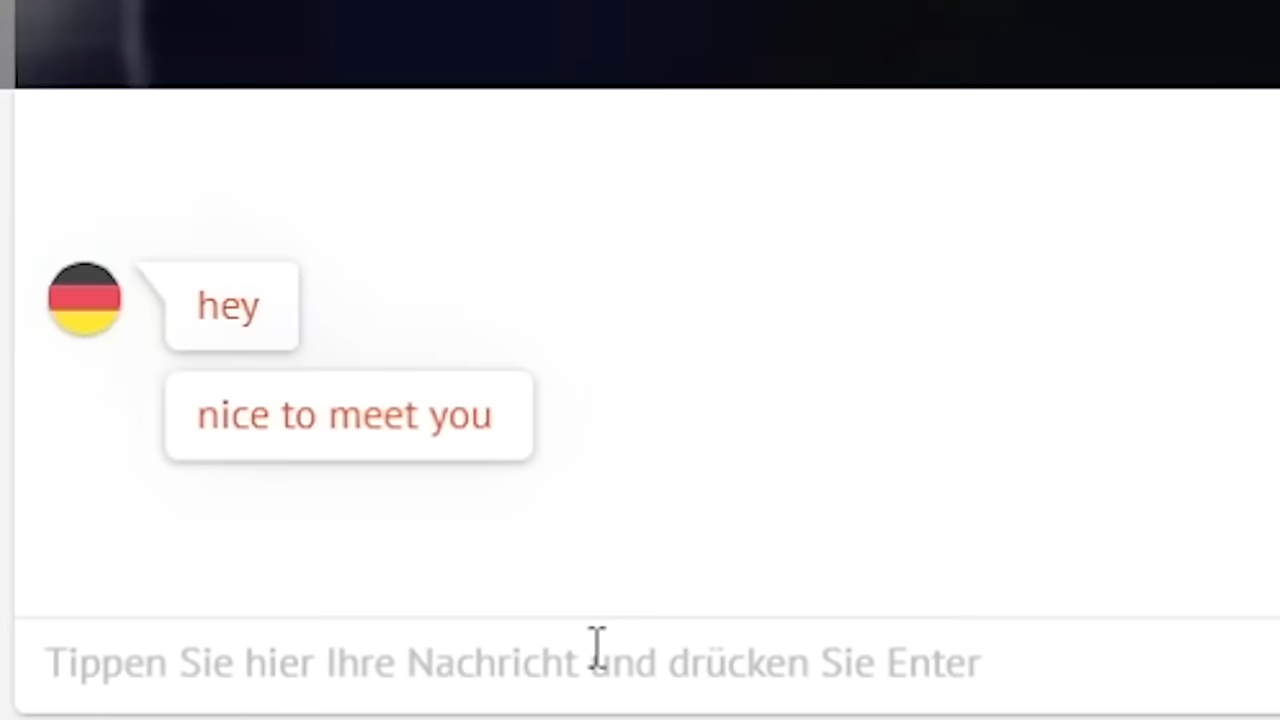 hey
nice to meet you
Tippen Sie hier Ihre Nachricht und drücken Sie Enter